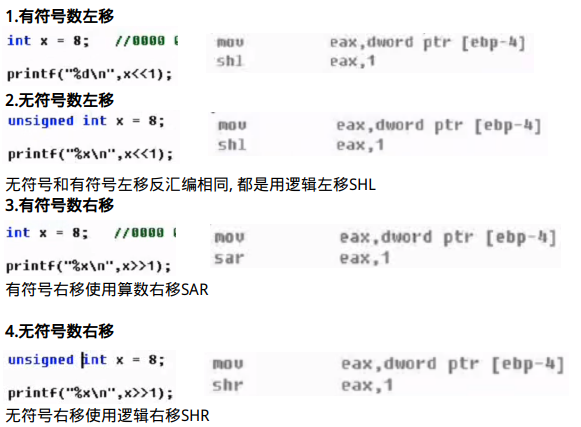 1.有符号数左移
int x = 8;   //0000 mov eax,dword ptr [ebp-4]
shl eax,1
printf("%d\n",x<<1);
2.无符号数左移
unsigned int x = 8; mov eax,dword ptr [ebp-4]
shl eax,1
printf("%x\n",x<<1);
无符号和有符号左移反汇编相同, 都是用逻辑左移SHL
3.有符号数右移
int x = 8;   //0000 mov eax,dword ptr [ebp-4]
sar eax,1
printf("%x\n",x>>1);
有符号右移使用算数右移SAR
4.无符号数右移
unsigned int x = 8; mov eax,dword ptr [ebp-4]
shr eax,1
printf("%x\n",x>>1);
无符号右移使用逻辑右移SHR